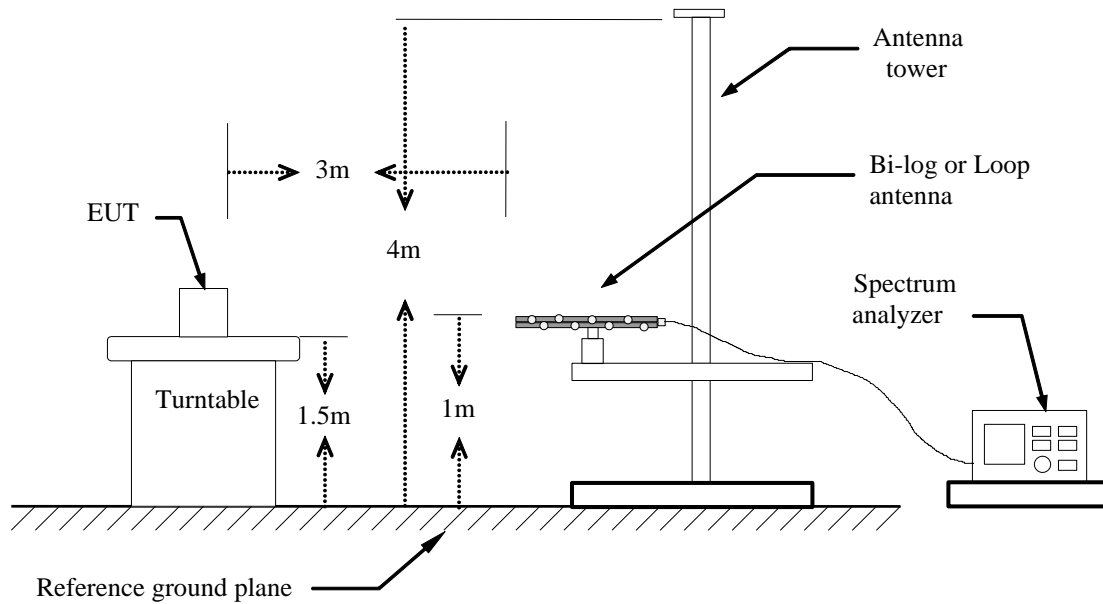 Antenna
tower
3m
Bi-log or Loop
antenna
EUT
4m
Spectrum
analyzer
Turntable
1.5m
1m
Reference ground plane